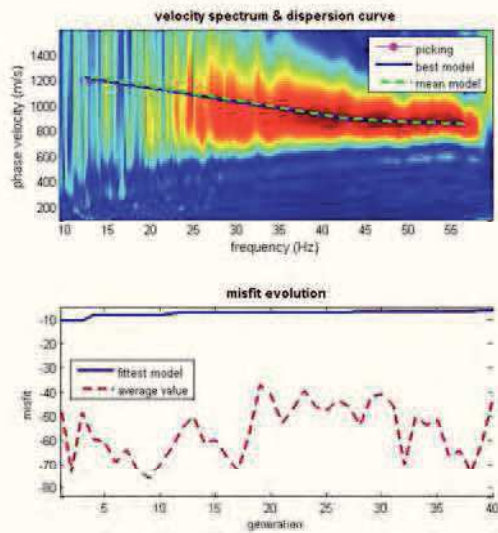 velocity spectrum & dispersion curve
phase velocity (m/s)
1400
1200
1000
800
600
400
200
picking
best model
mean model
10 15 20 25 30 35 40 45 50 55
frequency (Hz)
misfit evolution
misfit
-10
-20
-30
-40
-50
-60
-70
-80
fittest model
average value
5 10 15 20 25 30 35 40
generation